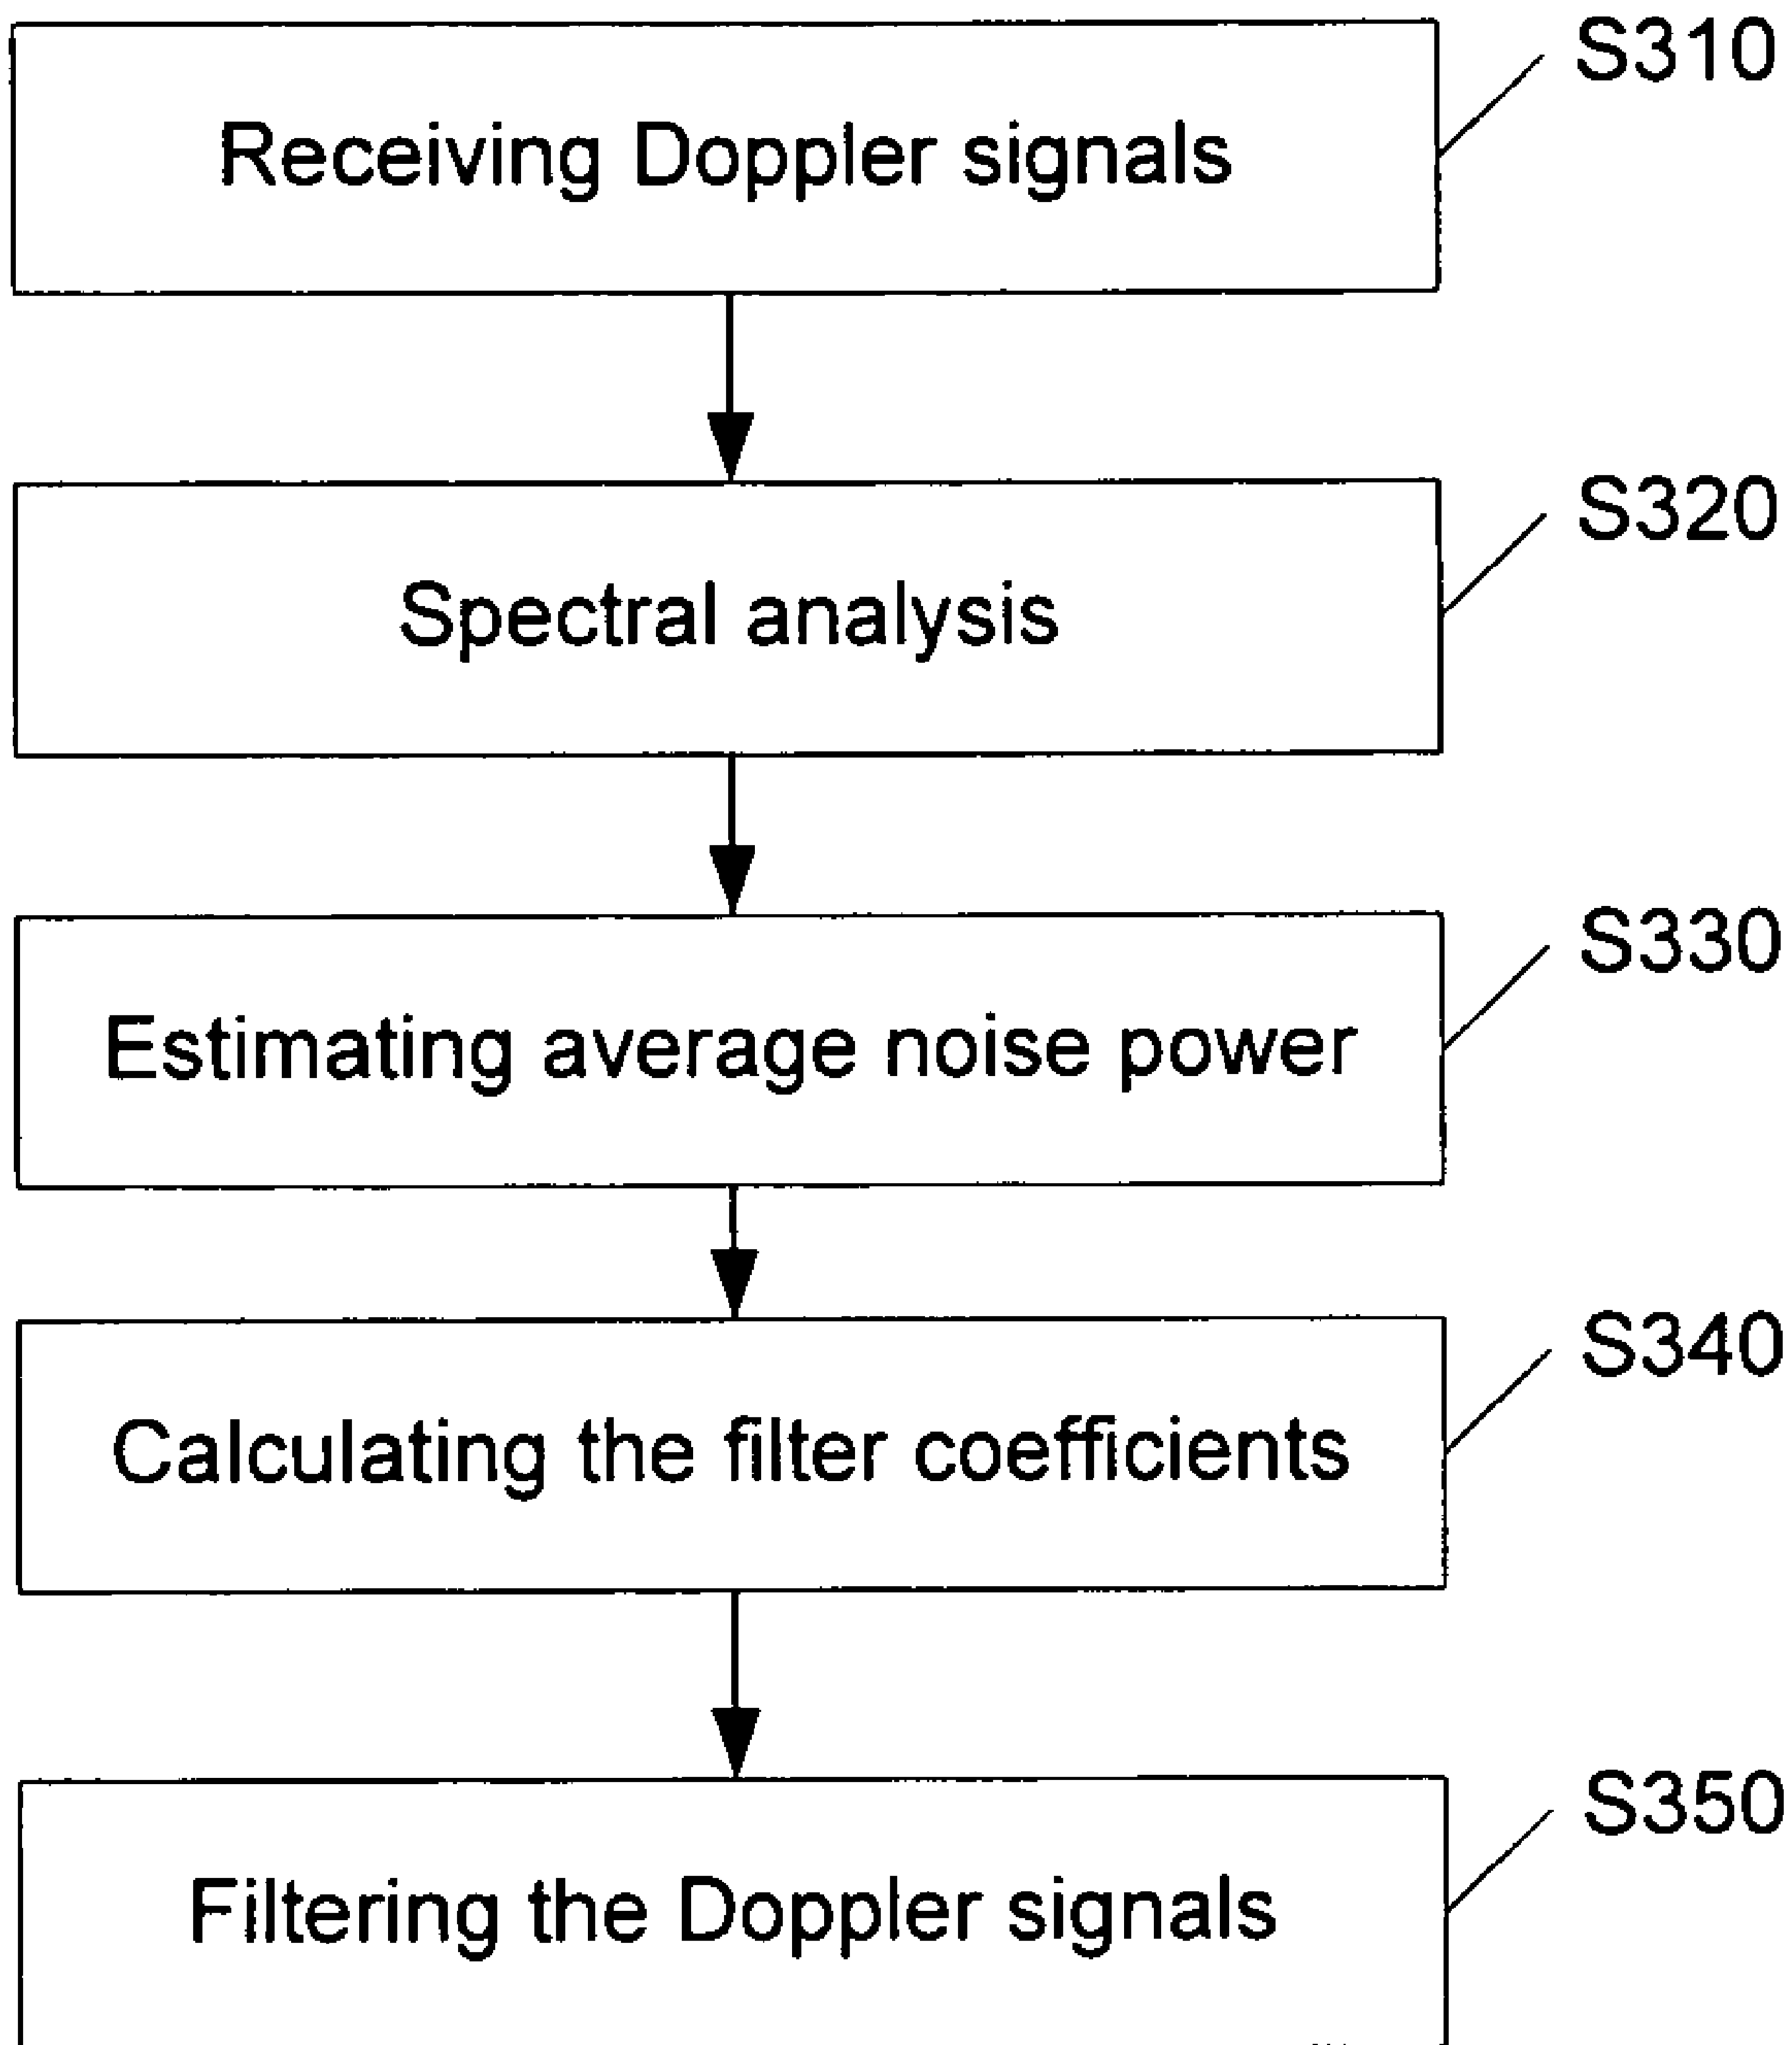 S310
Receiving Doppler signals
S320
Spectral analysis
S330
Estimating average noise power
S340
Calculating the filter coefficients
S350
Filtering the Doppler signals